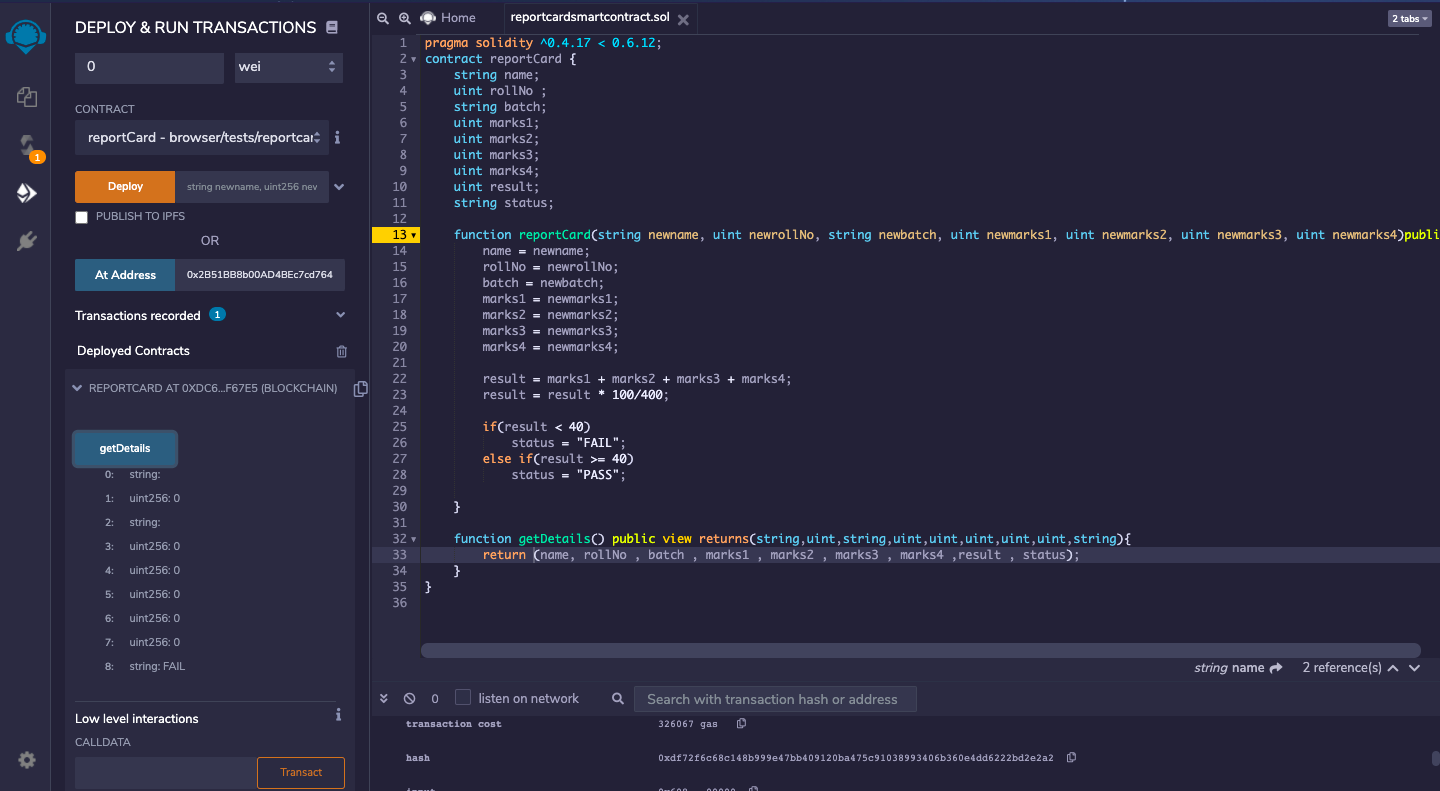 DEPLOY & RUN TRANSACTIONS
0 wei
CONTRACT
reportCard - browser/tests/reportcar
1
Deploy string newname, uint256 nev
PUBLISH TO IPFS
OR
At Address 0x2B51BB8b00AD4BEc7cd764
Transactions recorded 1
Deployed Contracts
REPORTCARD AT 0XDC6...F67E5 (BLOCKCHAIN)
getDetails
0: string:
1: uint256: 0
2: string:
3: uint256: 0
4: uint256: 0
5: uint256: 0
6: uint256: 0
7: uint256: 0
8: string: FAIL
Low level interactions
CALLDATA
Transact
Home reportcardsmartcontract.sol 2 tabs
1 pragma solidity ^0.4.17 < 0.6.12;
2 contract reportCard {
3 string name;
4 uint rollNo ;
5 string batch;
6 uint marks1;
7 uint marks2;
8 uint marks3;
9 uint marks4;
10 uint result;
11 string status;
12
13 function reportCard(string newname, uint newrollNo, string newbatch, uint newmarks1, uint newmarks2, uint newmarks3, uint newmarks4)publi
14 name = newname;
15 rollNo = newrollNo;
16 batch = newbatch;
17 marks1 = newmarks1;
18 marks2 = newmarks2;
19 marks3 = newmarks3;
20 marks4 = newmarks4;
21
22 result = marks1 + marks2 + marks3 + marks4;
23 result = result * 100/400;
24
25 if(result < 40)
26 status = "FAIL";
27 else if(result >= 40)
28 status = "PASS";
29
30 }
31
32 function getDetails() public view returns(string,uint,string,uint,uint,uint,uint,uint,string){
33 return (name, rollNo , batch , marks1 , marks2 , marks3 , marks4 ,result , status);
34 }
35 }
36
string name 2 reference(s)
0 listen on network Search with transaction hash or address
transaction cost 326067 gas
hash 0xdf72f6c68c148b999e47bb409120ba475c91038993406b360e4dd6222bd2e2a2